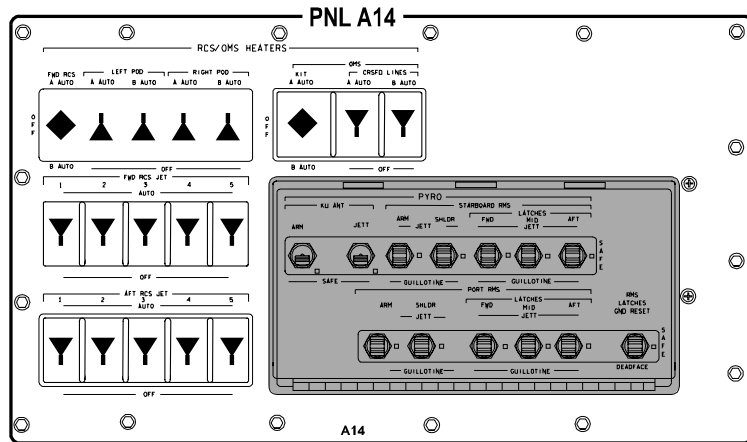 PNL A14
RCS/OMS HEATERS
FWD RCS
A AUTO
LEFT POD
A AUTO B AUTO
RIGHT POD
A AUTO B AUTO
OFF
B AUTO
OFF
OMS
KIT
A AUTO
CRSFD LINES
A AUTO B AUTO
OFF
B AUTO
OFF
FWD RCS JET
1 2 3 4 5
AUTO
OFF
AFT RCS JET
1 2 3 4 5
AUTO
OFF
PYRO
KU ANT
ARM JETT
SAFE
STARBOARD RMS
ARM SHLDR
JETT
LATCHES
FWD MID AFT
JETT
SAFE
GUILLOTINE GUILLOTINE
PORT RMS
ARM SHLDR
JETT
LATCHES
FWD MID AFT
JETT
RMS
LATCHES
GND RESET
SAFE
GUILLOTINE GUILLOTINE
DEADFACE
A14